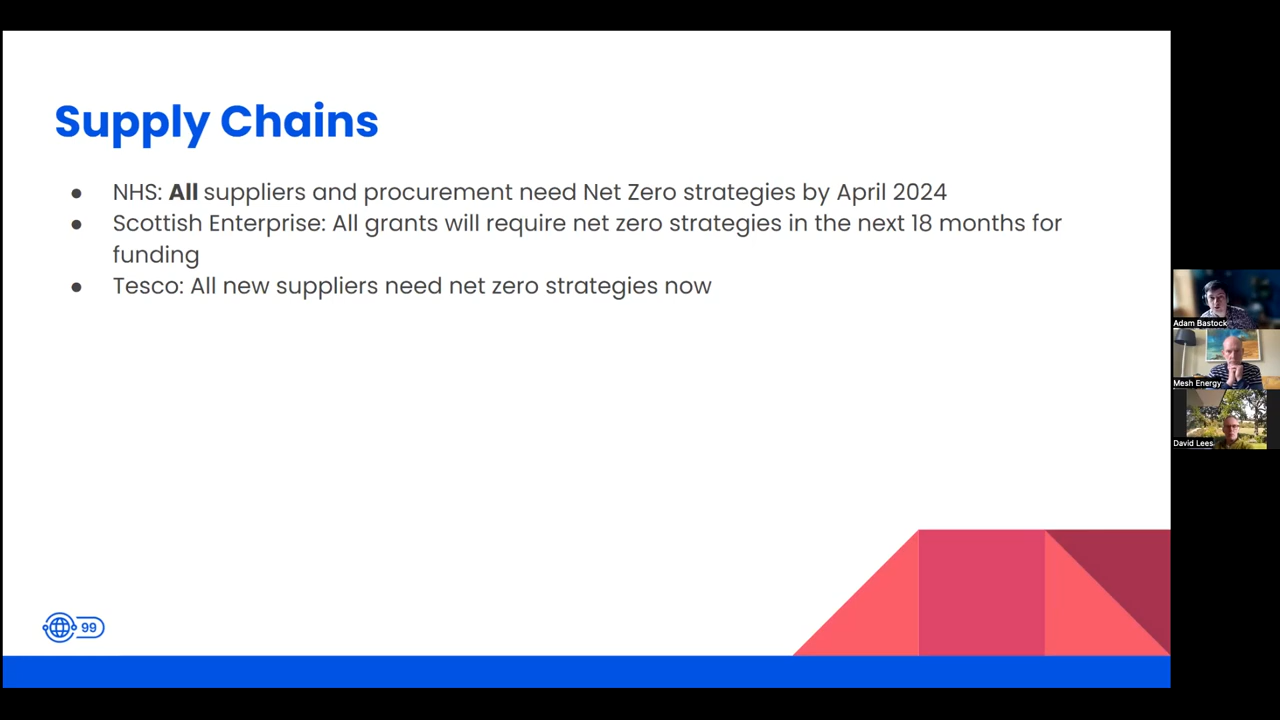 Supply Chains
● NHS: All suppliers and procurement need Net Zero strategies by April 2024
● Scottish Enterprise: All grants will require net zero strategies in the next 18 months for
funding
● Tesco: All new suppliers need net zero strategies now
Adam Bastock
Mesh Energy
David Lees
99